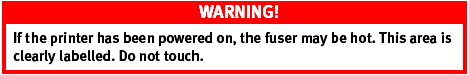 WARNING!
If the printer has been powered on, the fuser may be hot. This area is
clearly labelled. Do not touch.